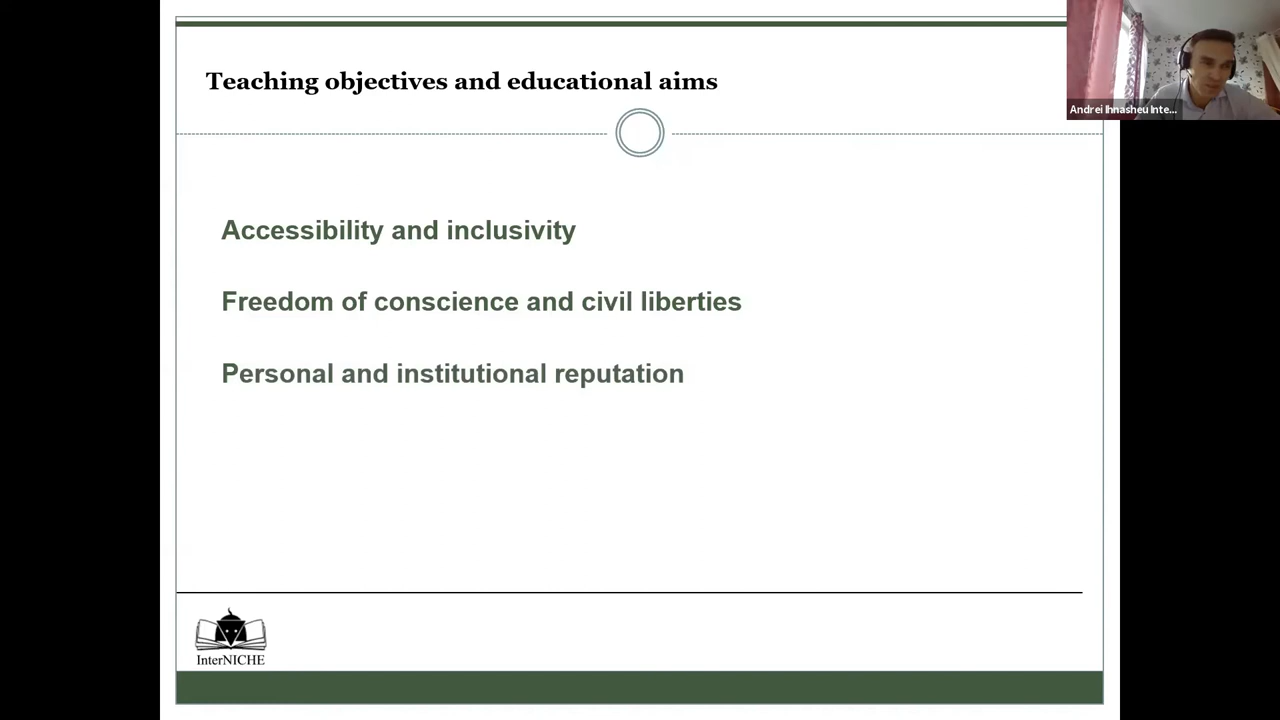 Teaching objectives and educational aims
Andrei Ihnasheu Inte...
Accessibility and inclusivity
Freedom of conscience and civil liberties
Personal and institutional reputation
InterNICHE